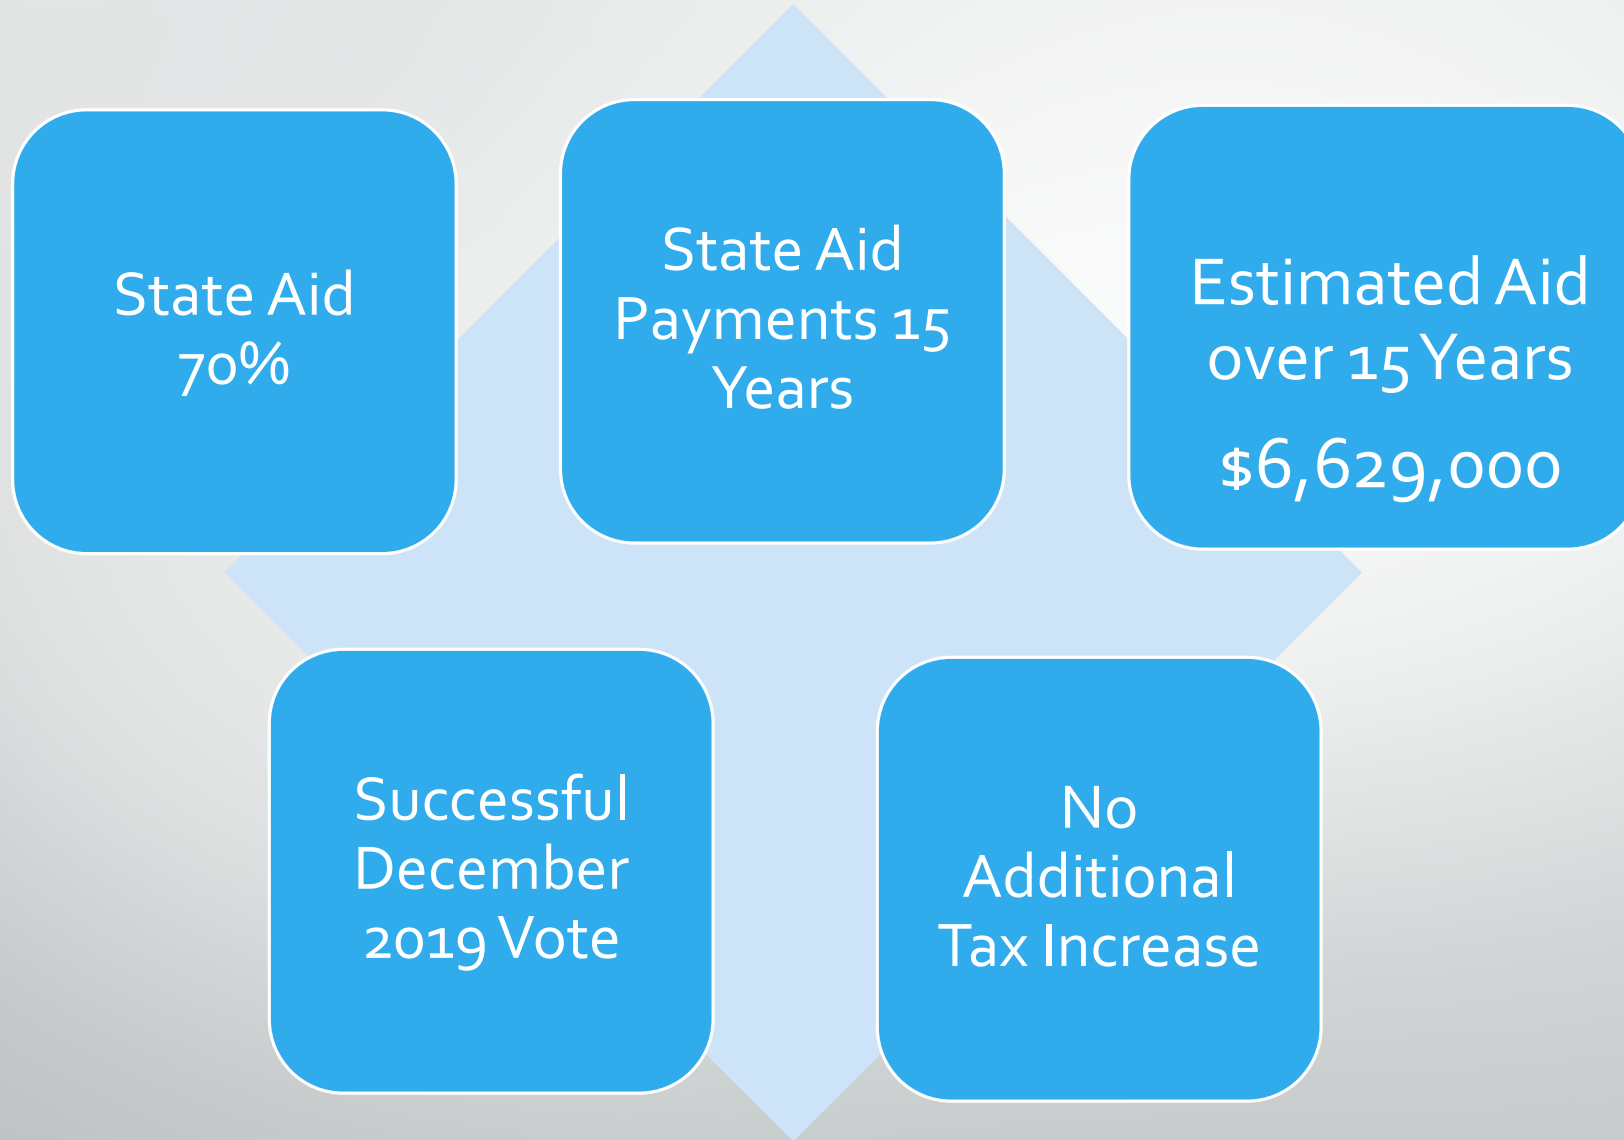 State Aid
70%
State Aid
Payments 15
Years
Estimated Aid
over 15 Years
$6,629,000
Successful
December
2019 Vote
No
Additional
Tax Increase